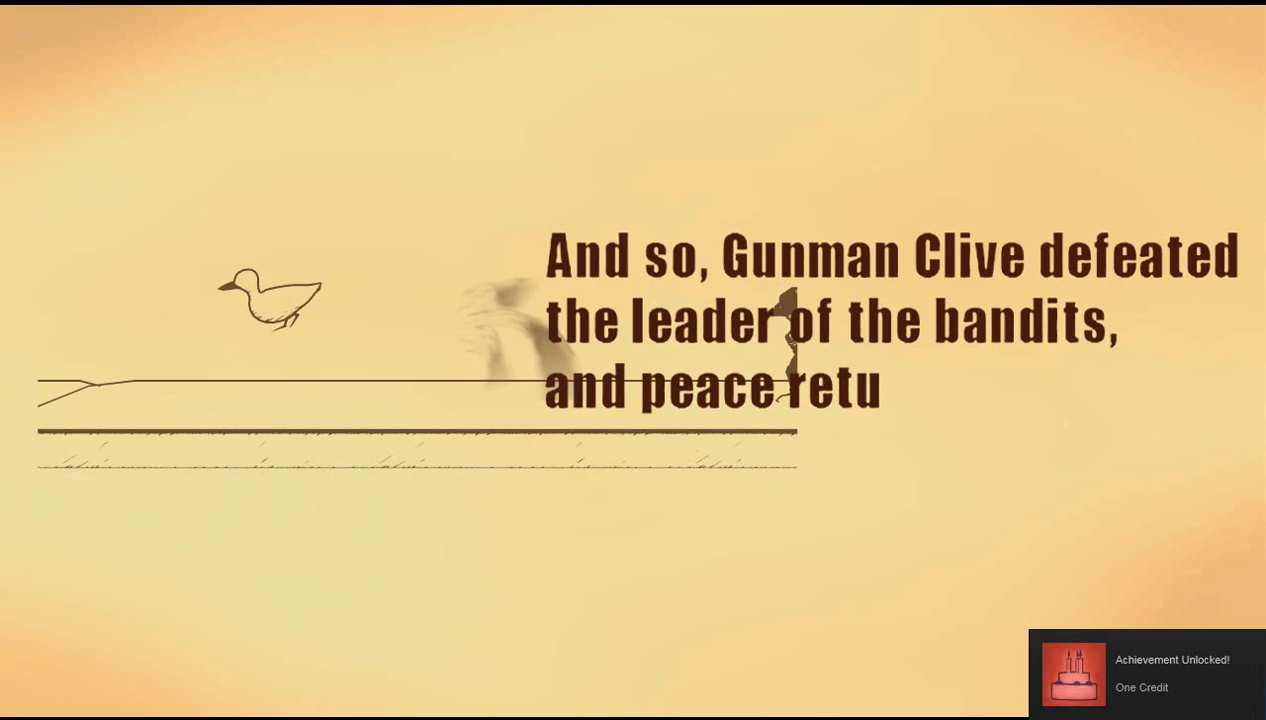 And so, Gunman Clive defeated
the leader of the bandits,
and peace retu
Achievement Unlocked!
One Credit